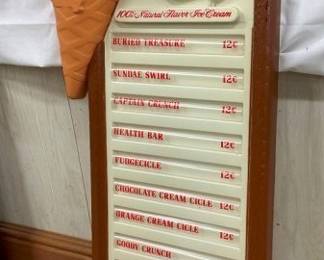 100% Natural Flavor Ice Cream
BURIED TREASURE 12¢
SUNDAE SWIRL 12¢
CAPTAIN CRUNCH 12¢
HEALTH BAR 12¢
FUDGECICLE 12¢
CHOCOLATE CREAM CICLE 12¢
ORANGE CREAM CICLE 12¢
GOODY CRUNCH 12¢